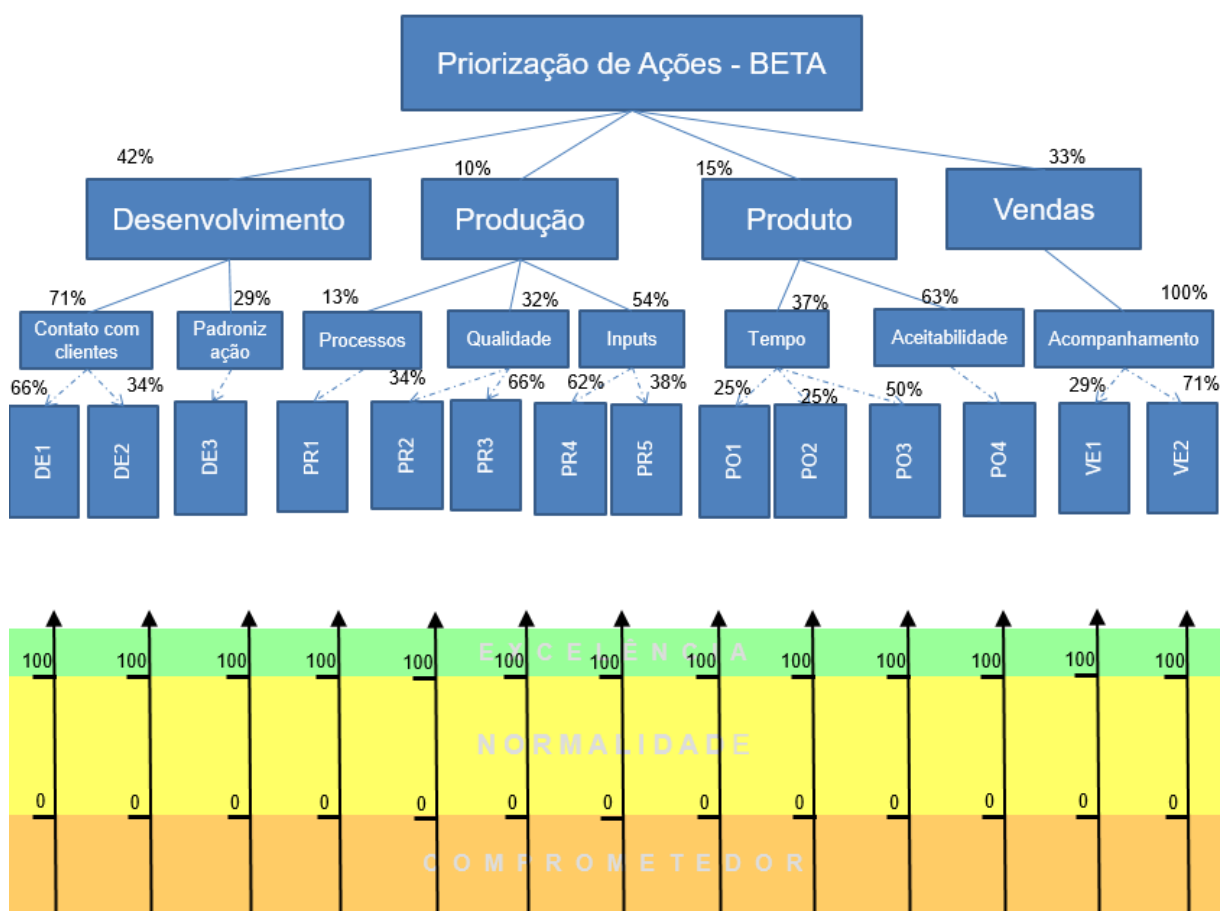 Priorização de Ações - BETA
42%
10%
15%
33%
Desenvolvimento
Produção
Produto
Vendas
71%
29%
13%
32%
54%
37%
63%
100%
Contato com
clientes
Padroniz
ação
Processos
Qualidade
Inputs
Tempo
Aceitabilidade
Acompanhamento
66%
34%
34%
66%
62%
38%
25%
25%
50%
29%
71%
DE1
DE2
DE3
PR1
PR2
PR3
PR4
PR5
PO1
PO2
PO3
PO4
VE1
VE2
EXCELÊNCIA
100 100 100 100 100 100 100 100 100 100 100 100 100
NORMALIDADE
0 0 0 0 0 0 0 0 0 0 0 0 0
COMPROMETEDOR